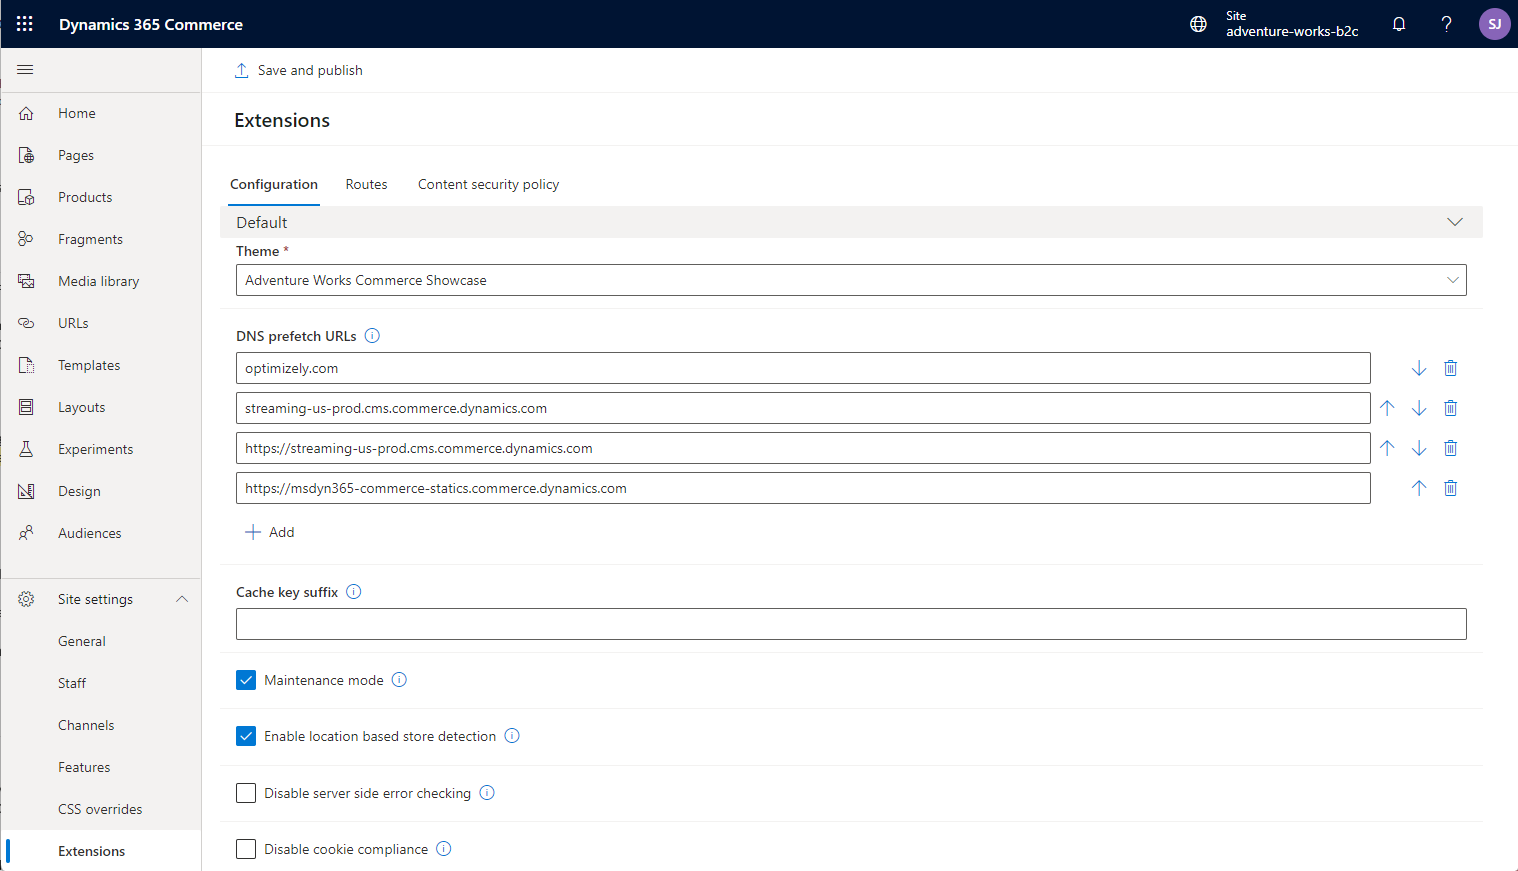 Dynamics 365 Commerce
Site
adventure-works-b2c
?
SJ
Save and publish
Home
Pages
Products
Fragments
Media library
URLs
Templates
Layouts
Experiments
Design
Audiences
Site settings
General
Staff
Channels
Features
CSS overrides
Extensions
Extensions
Configuration
Routes
Content security policy
Default
Theme *
Adventure Works Commerce Showcase
DNS prefetch URLs
optimizely.com
streaming-us-prod.cms.commerce.dynamics.com
https://streaming-us-prod.cms.commerce.dynamics.com
https://msdyn365-commerce-statics.commerce.dynamics.com
Add
Cache key suffix
Maintenance mode
Enable location based store detection
Disable server side error checking
Disable cookie compliance